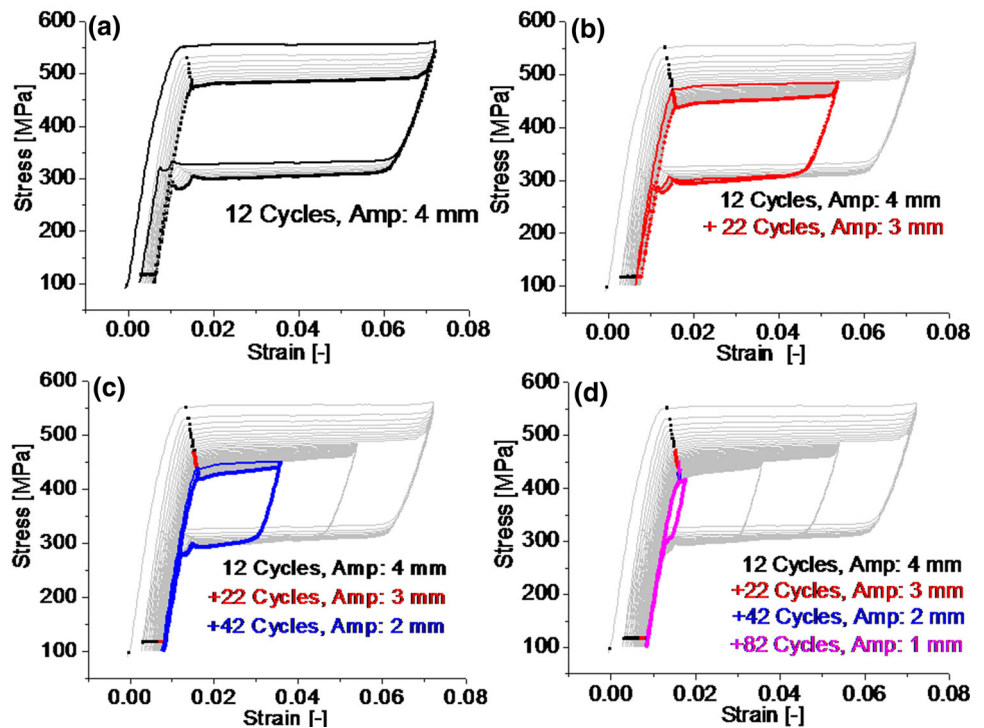 (a)
600
500
400
300
200
100
Stress [MPa]
12 Cycles, Amp: 4 mm
0.00 0.02 0.04 0.06 0.08
Strain [-]
(b)
600
500
400
300
200
100
Stress [MPa]
12 Cycles, Amp: 4 mm
+ 22 Cycles, Amp: 3 mm
0.00 0.02 0.04 0.06 0.08
Strain [-]
(c)
600
500
400
300
200
100
Stress [MPa]
12 Cycles, Amp: 4 mm
+22 Cycles, Amp: 3 mm
+42 Cycles, Amp: 2 mm
0.00 0.02 0.04 0.06 0.08
Strain [-]
(d)
600
500
400
300
200
100
Stress [MPa]
12 Cycles, Amp: 4 mm
+22 Cycles, Amp: 3 mm
+42 Cycles, Amp: 2 mm
+82 Cycles, Amp: 1 mm
0.00 0.02 0.04 0.06 0.08
Strain [-]